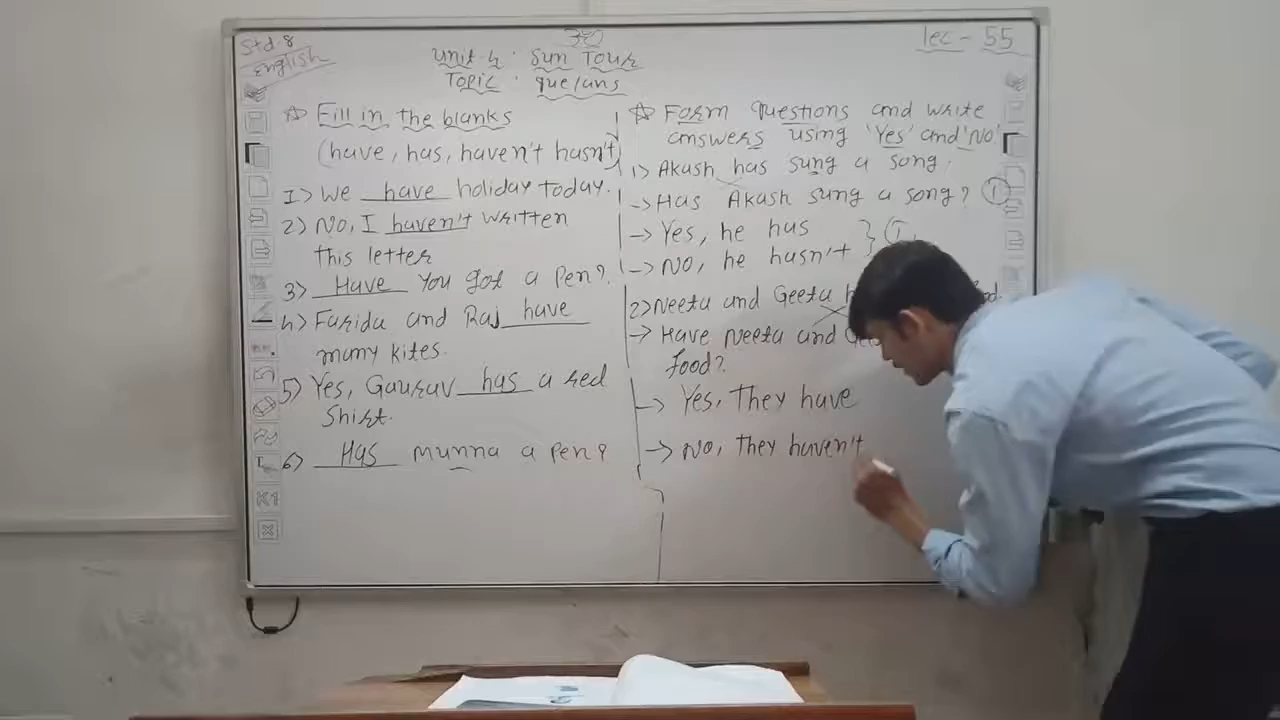 Std-8
English
Unit 4 : Sun Tour
Topic : que/ans
lec - 55
Fill in the blanks
(have, has, haven't hasn't)
1) We have holiday today.
2) No, I haven't written
this letter
3) Have You got a Pen?
4) Farida and Raj have
many kites.
5) Yes, Gaurav has a red
Shirt.
6) Has munna a Pen?
Form questions and write
answers using 'Yes' and 'No'
1) Akash has sung a song.
→ Has Akash sung a song? 1
→ Yes, he has
→ No, he hasn't
2) Neeta and Geeta
→ Have Neeta and
food?
→ Yes, They have
→ No, they haven't